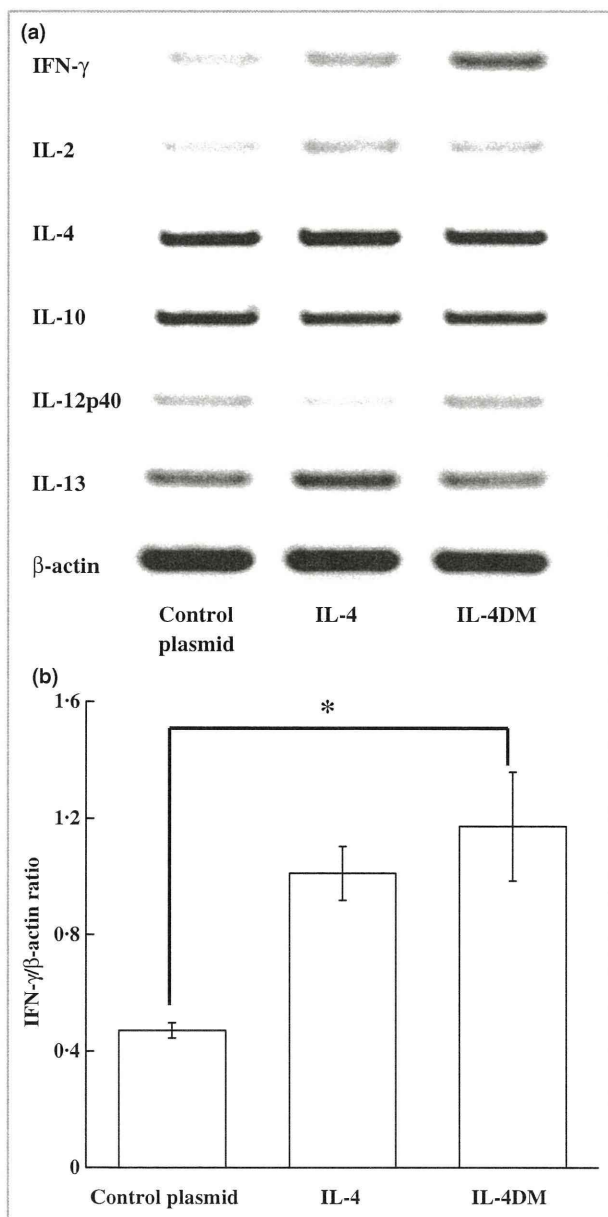 (a)
IFN-γ
IL-2
IL-4
IL-10
IL-12p40
IL-13
β-actin
Control plasmid
IL-4
IL-4DM
(b)
1·6
*
1·2
0·8
0·4
0
IFN-γ/β-actin ratio
Control plasmid
IL-4
IL-4DM